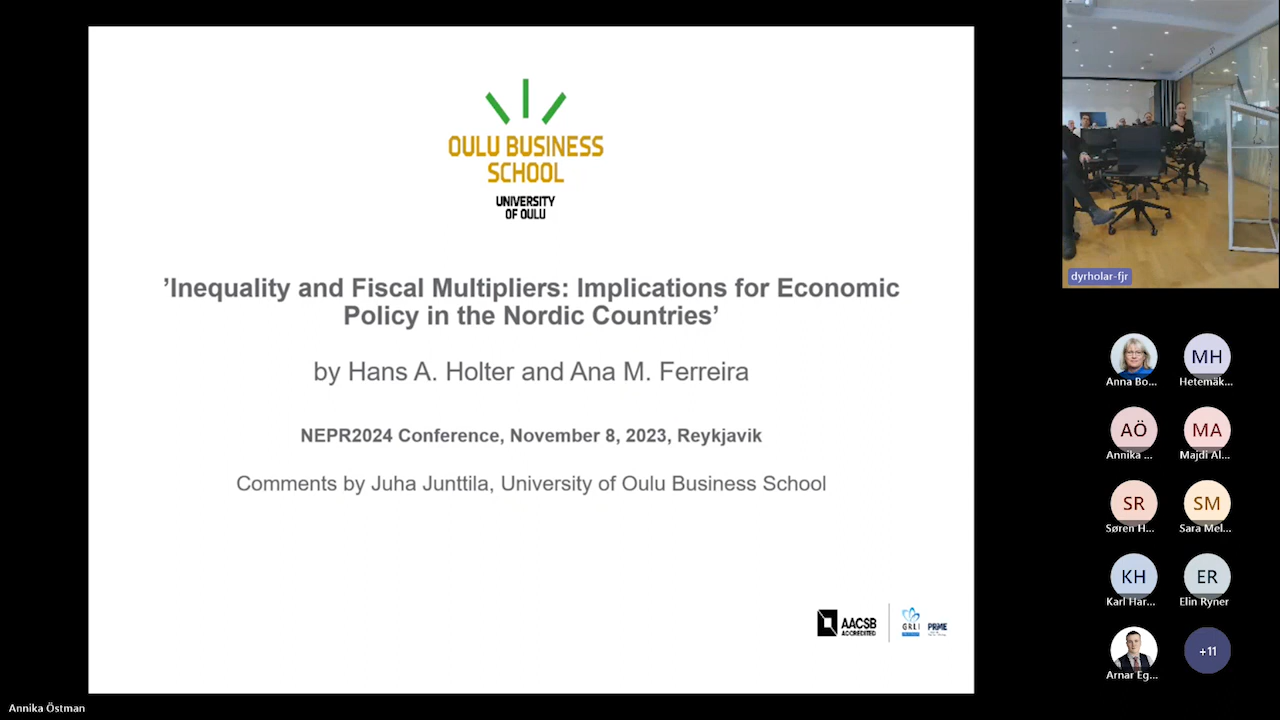 OULU BUSINESS
SCHOOL
UNIVERSITY
OF OULU
’Inequality and Fiscal Multipliers: Implications for Economic
Policy in the Nordic Countries’
by Hans A. Holter and Ana M. Ferreira
NEPR2024 Conference, November 8, 2023, Reykjavik
Comments by Juha Junttila, University of Oulu Business School
AACSB
ACCREDITED
GRLI
PRME
dyrholar-fjr
Anna Bo...
MH
Hetemäk...
AÖ
Annika ...
MA
Majdi Al...
SR
Søren H...
SM
Sara Mel...
KH
Karl Har...
ER
Elin Ryner
Arnar Eg...
+11
Annika Östman